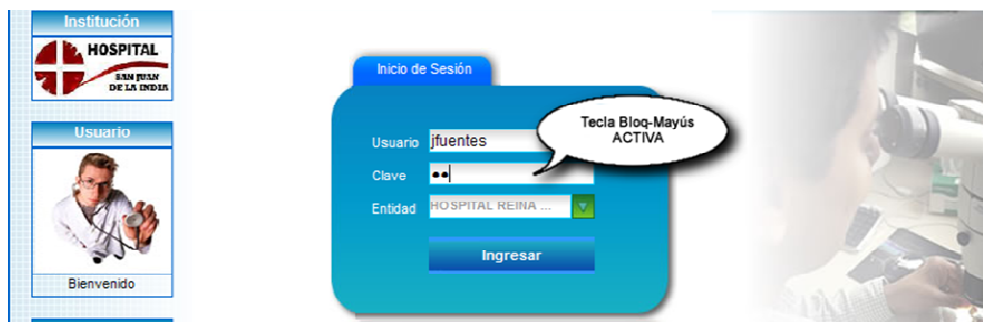 Institución
HOSPITAL
SAN JUAN
DE LA INDIA
Usuario
Bienvenido
Inicio de Sesión
Usuario jfuentes
Clave ●●
Entidad HOSPITAL REINA ...
Ingresar
Tecla Bloq-Mayús
ACTIVA